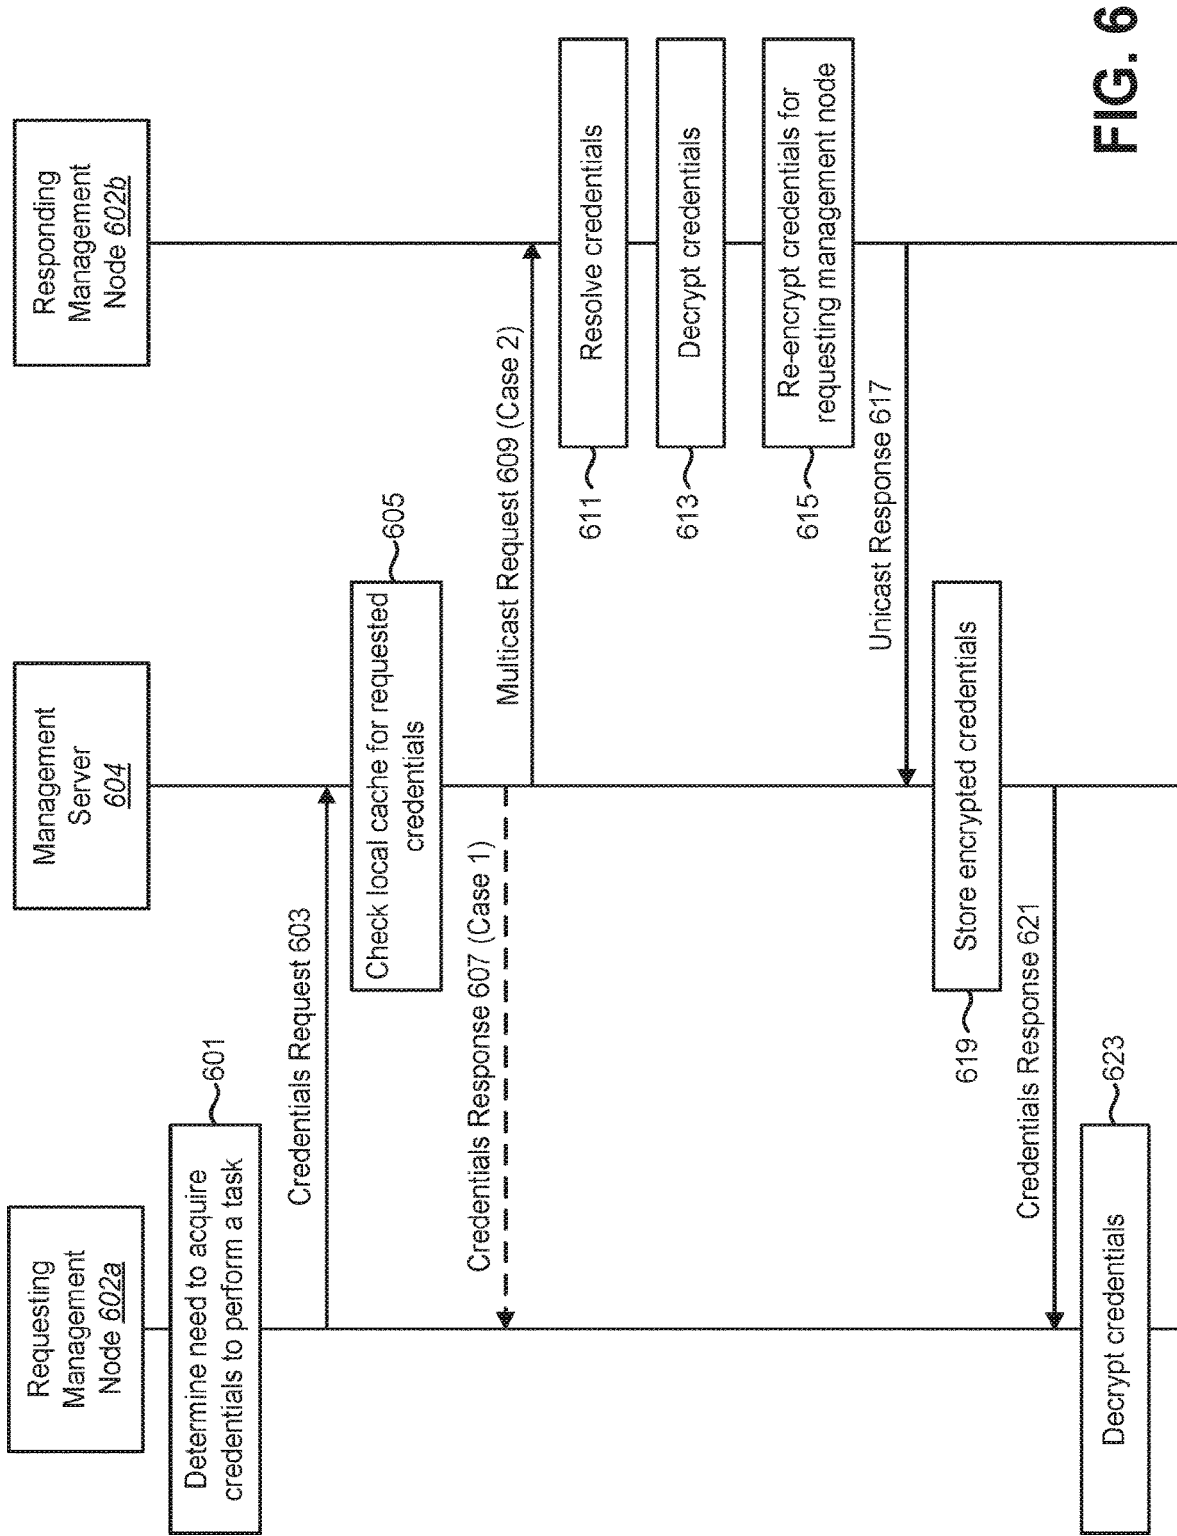 Requesting
Management
Node 602a
Management
Server
604
Responding
Management
Node 602b
Determine need to acquire
credentials to perform a task
601
Credentials Request 603
Check local cache for requested
credentials
605
Credentials Response 607 (Case 1)
Multicast Request 609 (Case 2)
Resolve credentials
611
Decrypt credentials
613
Re-encrypt credentials for
requesting management node
615
Unicast Response 617
Store encrypted credentials
619
Credentials Response 621
Decrypt credentials
623
FIG. 6